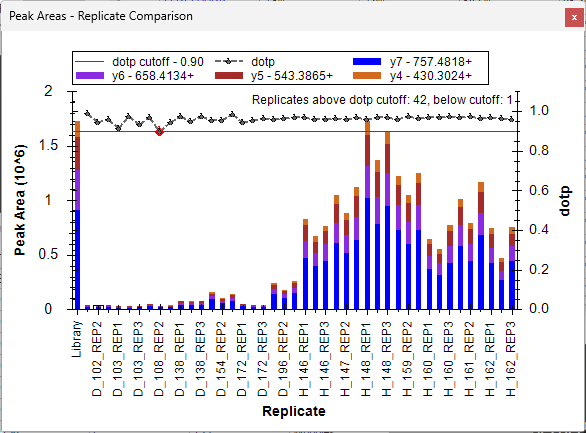 Peak Areas - Replicate Comparison
x
dotp cutoff - 0.90 dotp y7 - 757.4818+
y6 - 658.4134+ y5 - 543.3865+ y4 - 430.3024+
Replicates above dotp cutoff: 42, below cutoff: 1
2
1.5
1
0.5
0
Peak Area (10^6)
1.0
0.8
0.6
0.4
0.2
0.0
dotp
Library
D_102_REP2
D_103_REP1
D_103_REP3
D_108_REP2
D_138_REP1
D_138_REP3
D_154_REP2
D_172_REP1
D_172_REP3
D_196_REP2
H_146_REP1
H_146_REP3
H_147_REP2
H_148_REP1
H_148_REP3
H_159_REP2
H_160_REP1
H_160_REP3
H_161_REP2
H_162_REP1
H_162_REP3
Replicate